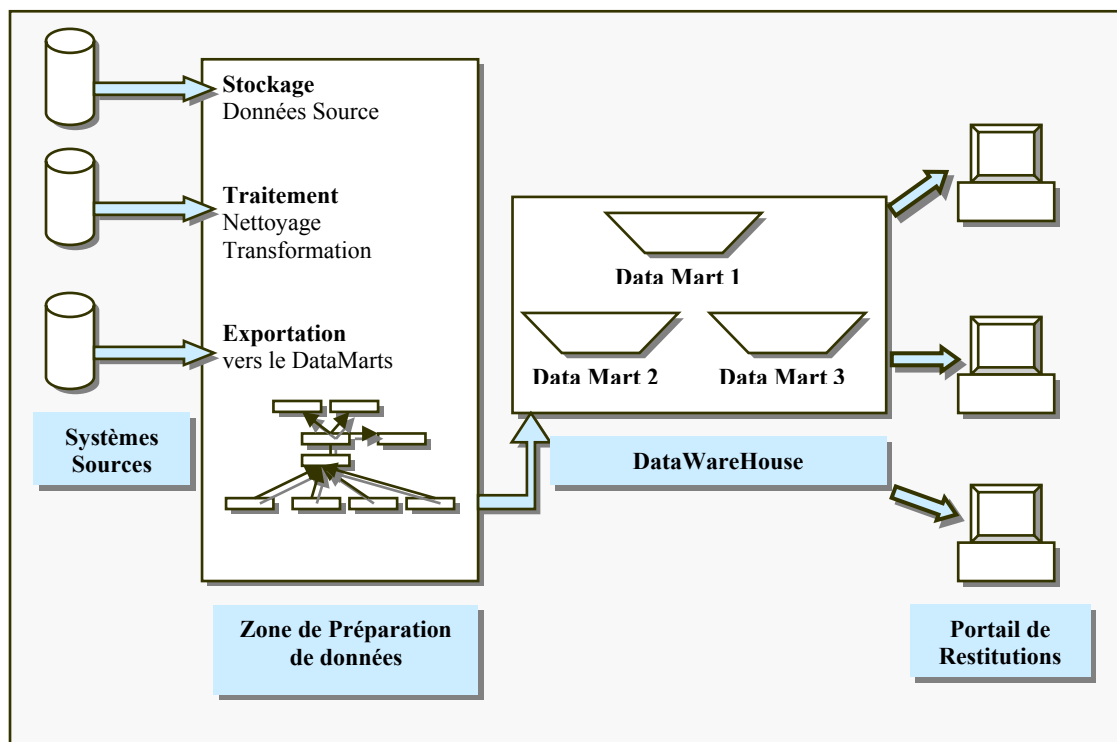 Stockage
Données Source
Traitement
Nettoyage
Transformation
Exportation
vers le DataMarts
Systèmes
Sources
Zone de Préparation
de données
Data Mart 1
Data Mart 2
Data Mart 3
DataWareHouse
Portail de
Restitutions